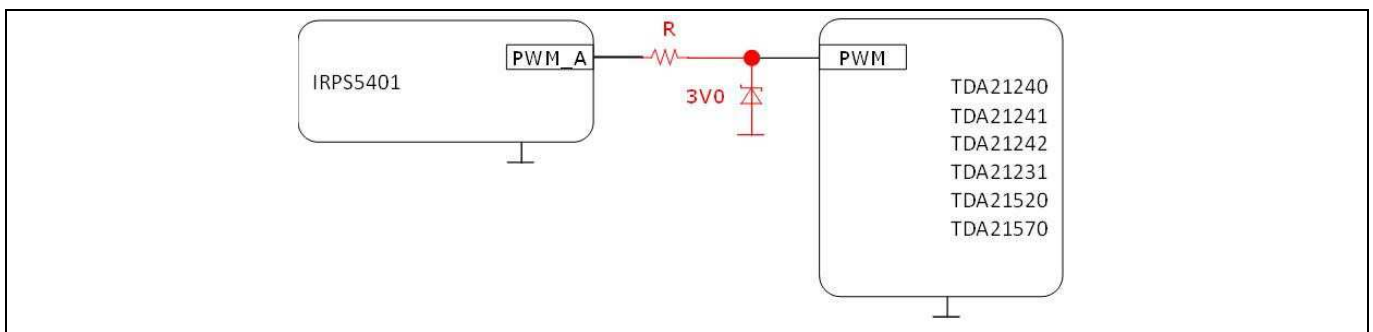 R
PWM_A
PWM
IRPS5401
3V0
TDA21240
TDA21241
TDA21242
TDA21231
TDA21520
TDA21570